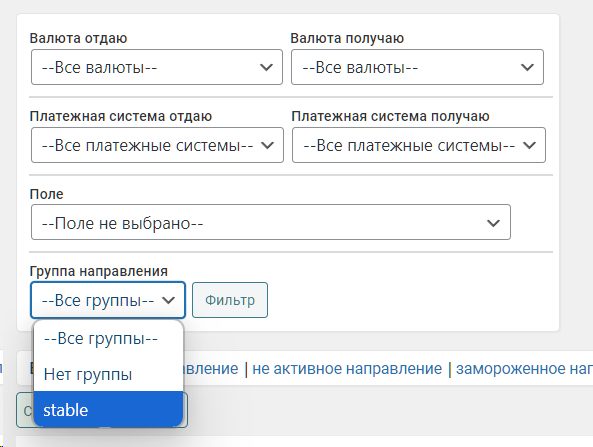 Валюта отдаю Валюта получаю
--Все валюты-- --Все валюты--
Платежная система отдаю Платежная система получаю
--Все платежные системы-- --Все платежные системы--
Поле
--Поле не выбрано--
Группа направления
--Все группы-- Фильтр
--Все группы--
Нет группы
stable
| не активное направление | замороженное